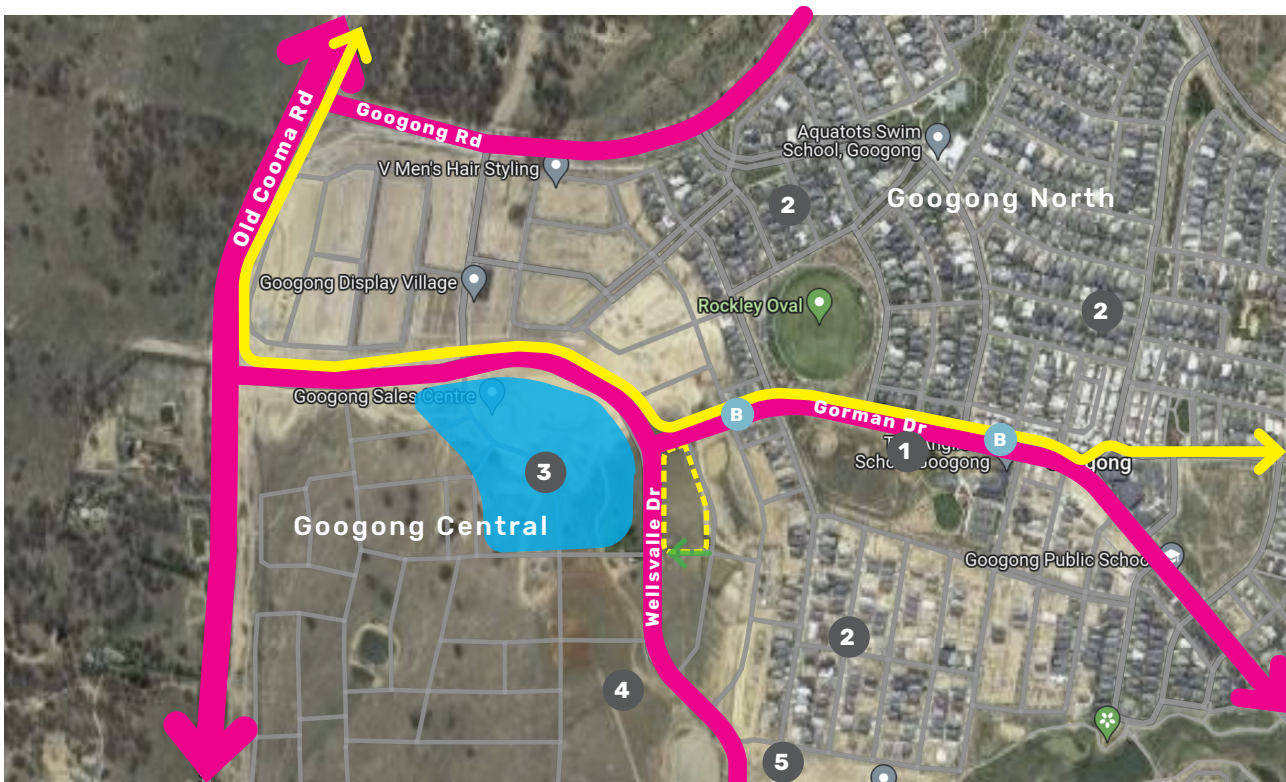 Googong Rd
Old Cooma Rd
V Men's Hair Styling
Aquatots Swim
School, Googong
2
Googong North
Googong Display Village
Rockley Oval
2
Googong Sales Centre
B
Gorman Dr
B
1
School Googong
3
Googong Central
Wellsvalle Dr
Googong Public
2
4
5